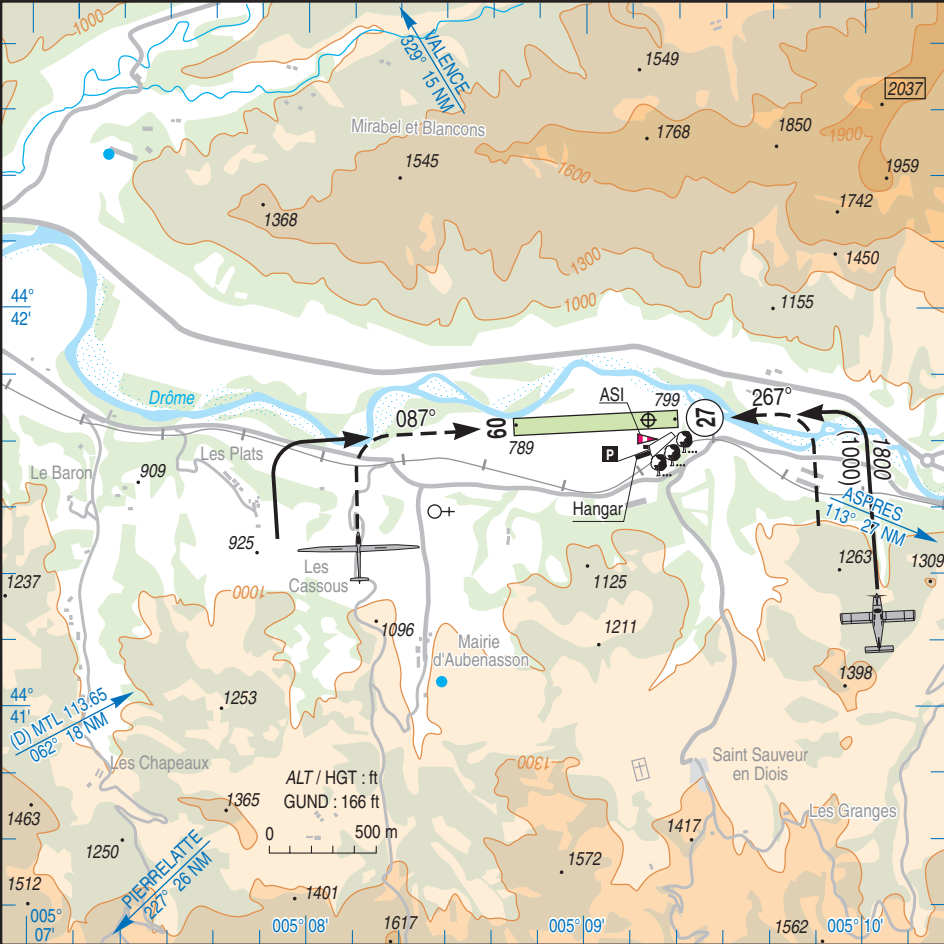 1000
VALENCE
329° 15 NM
1549
2037
Mirabel et Blancons
1768
1850
1900
1545
1600
1959
1742
1368
1450
1300
44°
42'
1000
1155
Drôme
ASI
799
267°
087°
09
27
789
P
Les Plats
Le Baron
909
1800
(1000)
Hangar
ASPRES
113° 27 NM
925
Les
Cassous
1263
1309
1237
1000
1125
1096
1211
Mairie
d'Aubenasson
1398
44°
41'
1253
(D) MTL 113.65
062° 18 NM
Les Chapeaux
1300
Saint Sauveur
en Diois
ALT / HGT : ft
GUND : 166 ft
1365
0 500 m
1463
Les Granges
1417
1250
PIERRELATTE
227° 26 NM
1572
1512
1401
005°
07'
005° 08'
1617
005° 09'
1562
005° 10'